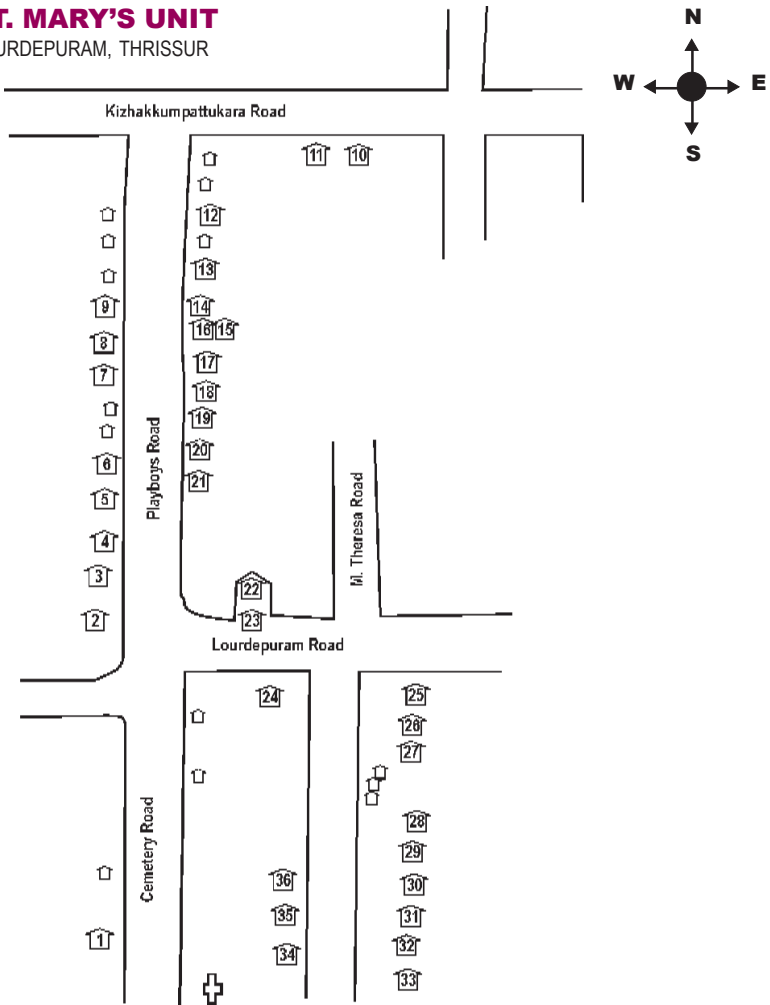 T. MARY'S UNIT
URDEPURAM, THRISSUR
N
W E
S
Kizhakkumpattukara Road
11 10
12
13
9 14
16 15
8
17
7
18
19
20
6
21
5
Playboys Road
M. Theresa Road
4
3
22
2 23
Lourdepuram Road
24 25
26
27
28
Cemetery Road
29
36 30
35 31
1
34 32
33